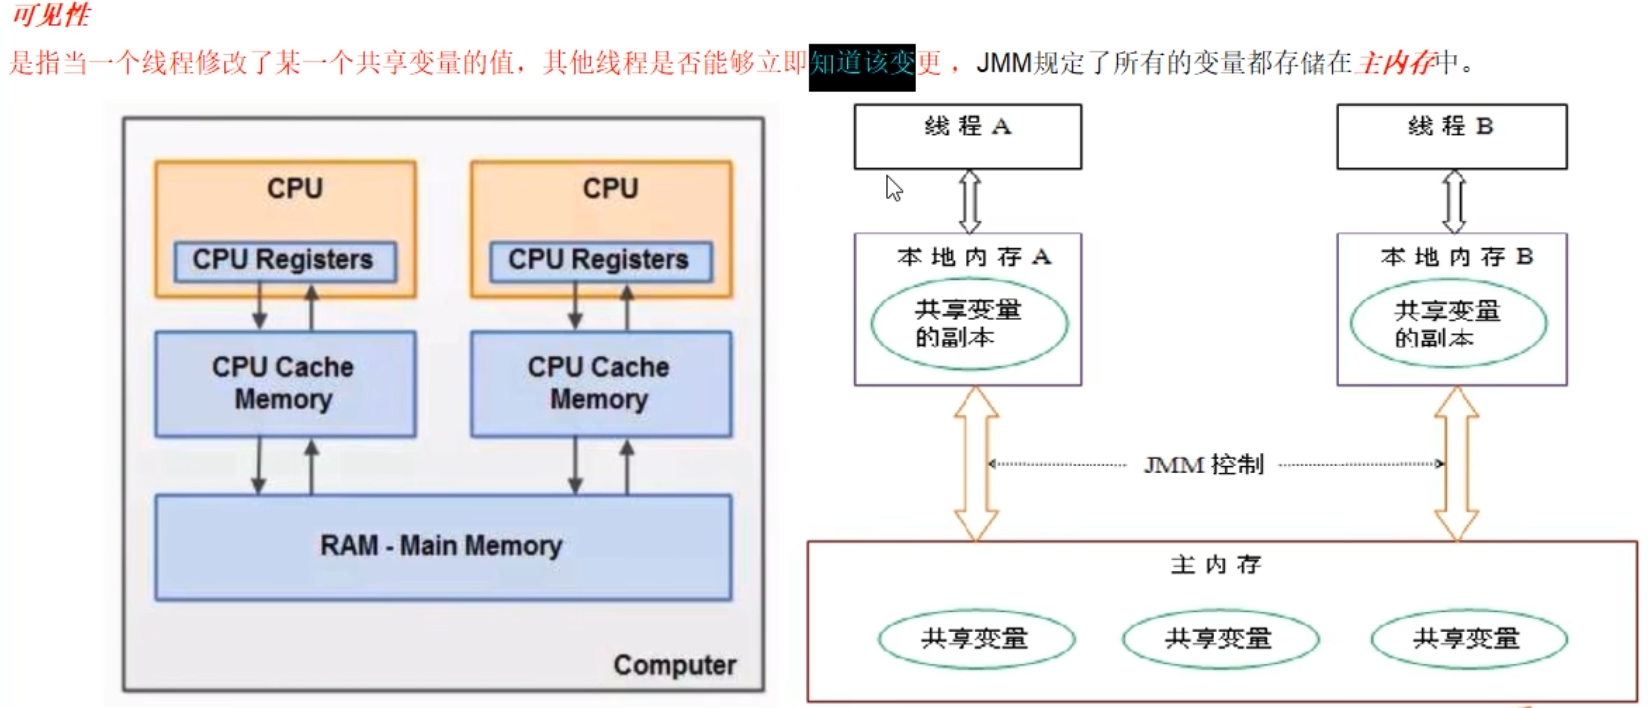 可见性
是指当一个线程修改了某一个共享变量的值，其他线程是否能够立即知道该变更 ，JMM规定了所有的变量都存储在主内存中。
CPU
CPU
CPU Registers
CPU Registers
CPU Cache
Memory
CPU Cache
Memory
RAM - Main Memory
Computer
线程 A
线程 B
本地内存 A
本地内存 B
共享变量
的副本
共享变量
的副本
JMM 控制
主内存
共享变量
共享变量
共享变量